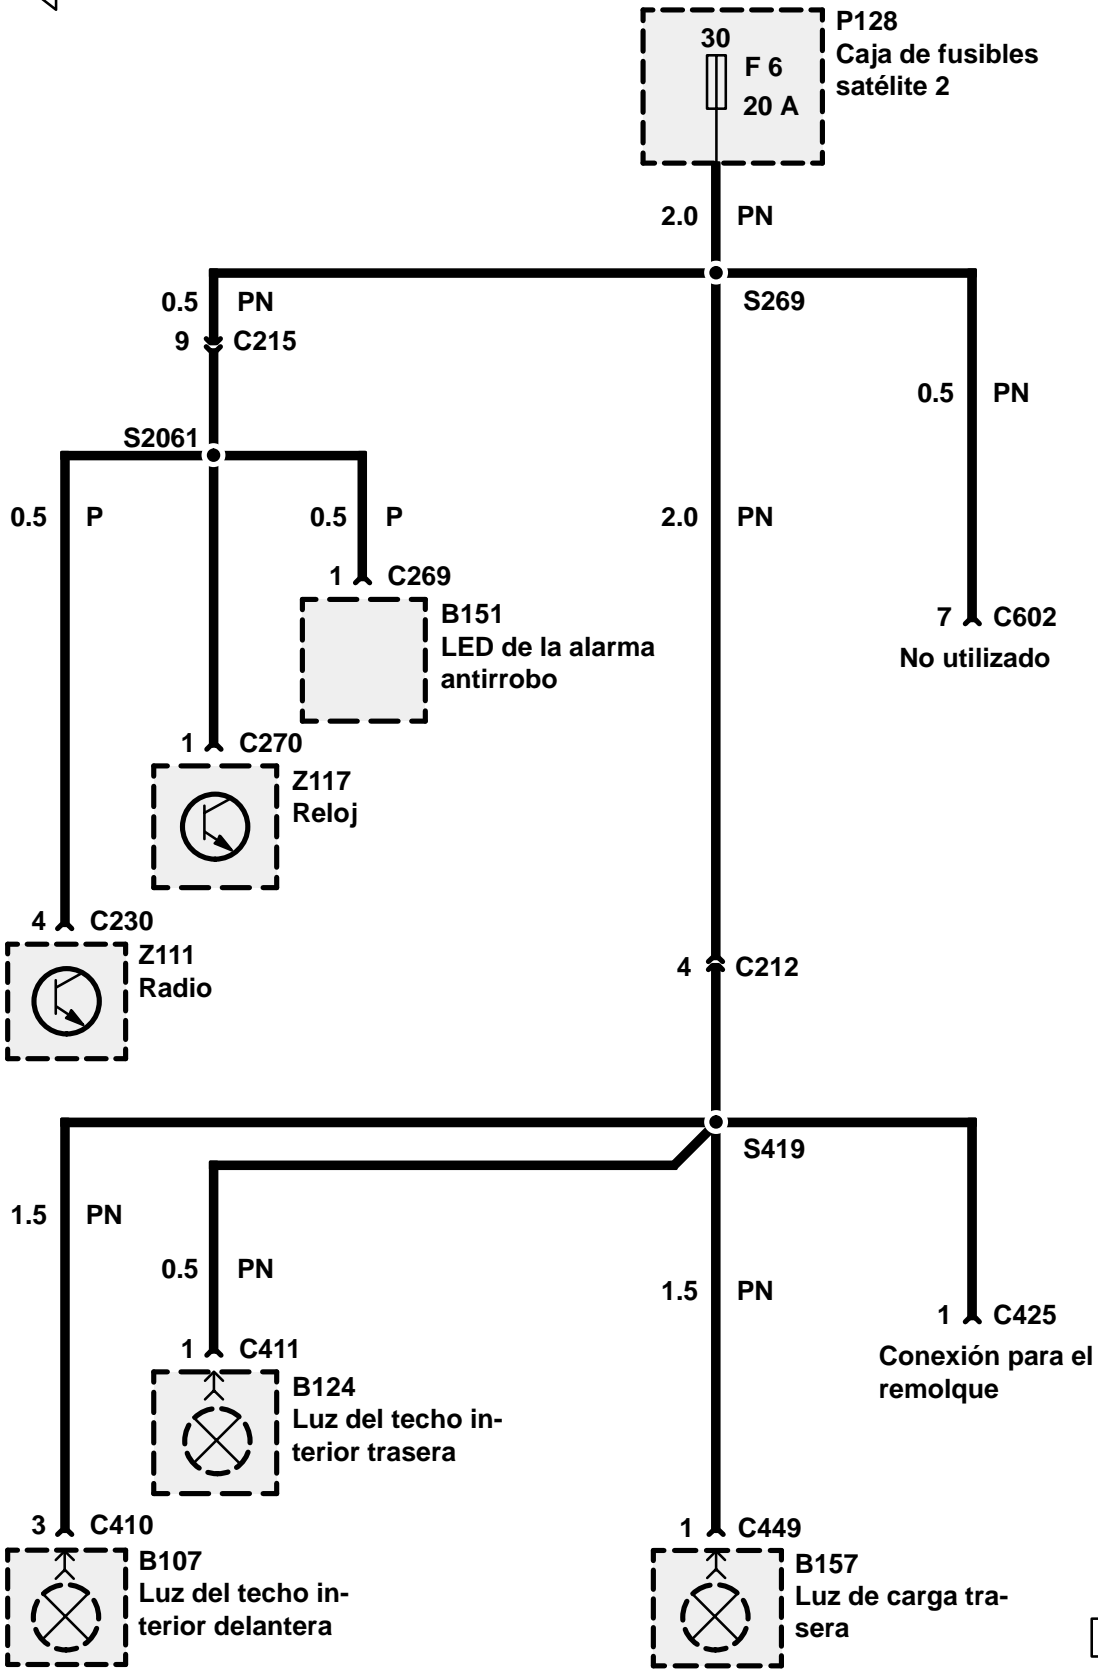 P128
Caja de fusibles
satélite 2
30
F 6
20 A
2.0 PN
S269
0.5 PN
9 C215
0.5 PN
S2061
0.5 P
0.5 P
2.0 PN
1 C269
B151
LED de la alarma
antirrobo
7 C602
No utilizado
1 C270
Z117
Reloj
4 C230
Z111
Radio
4 C212
S419
1.5 PN
0.5 PN
1.5 PN
1 C425
Conexión para el
remolque
1 C411
B124
Luz del techo in-
terior trasera
3 C410
B107
Luz del techo in-
terior delantera
1 C449
B157
Luz de carga tra-
sera